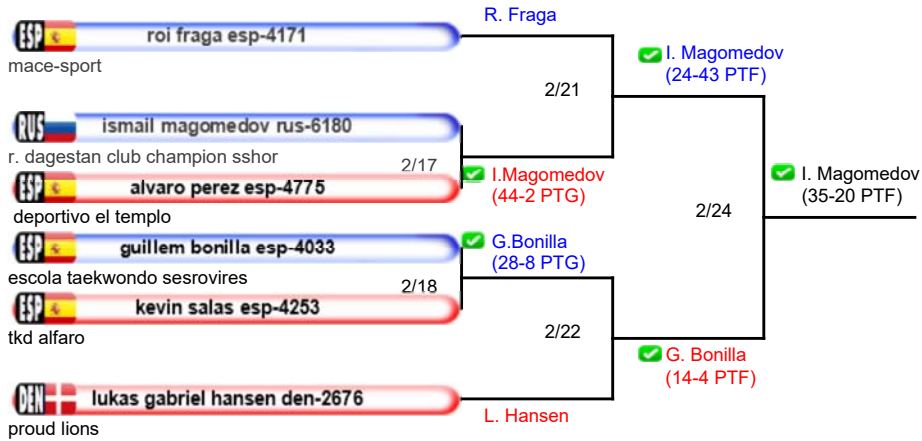 R. Fraga
ESP roi fraga esp-4171
mace-sport
I. Magomedov
(24-43 PTF)
2/21
RUS ismail magomedov rus-6180
r. dagestan club champion sshor
2/17
I.Magomedov
(44-2 PTG)
ESP alvaro perez esp-4775
deportivo el templo
I. Magomedov
(35-20 PTF)
2/24
ESP guillem bonilla esp-4033
escola taekwondo sesrovires
G.Bonilla
(28-8 PTG)
2/18
ESP kevin salas esp-4253
tkd alfaro
2/22
G. Bonilla
(14-4 PTF)
DEN lukas gabriel hansen den-2676
proud lions
L. Hansen